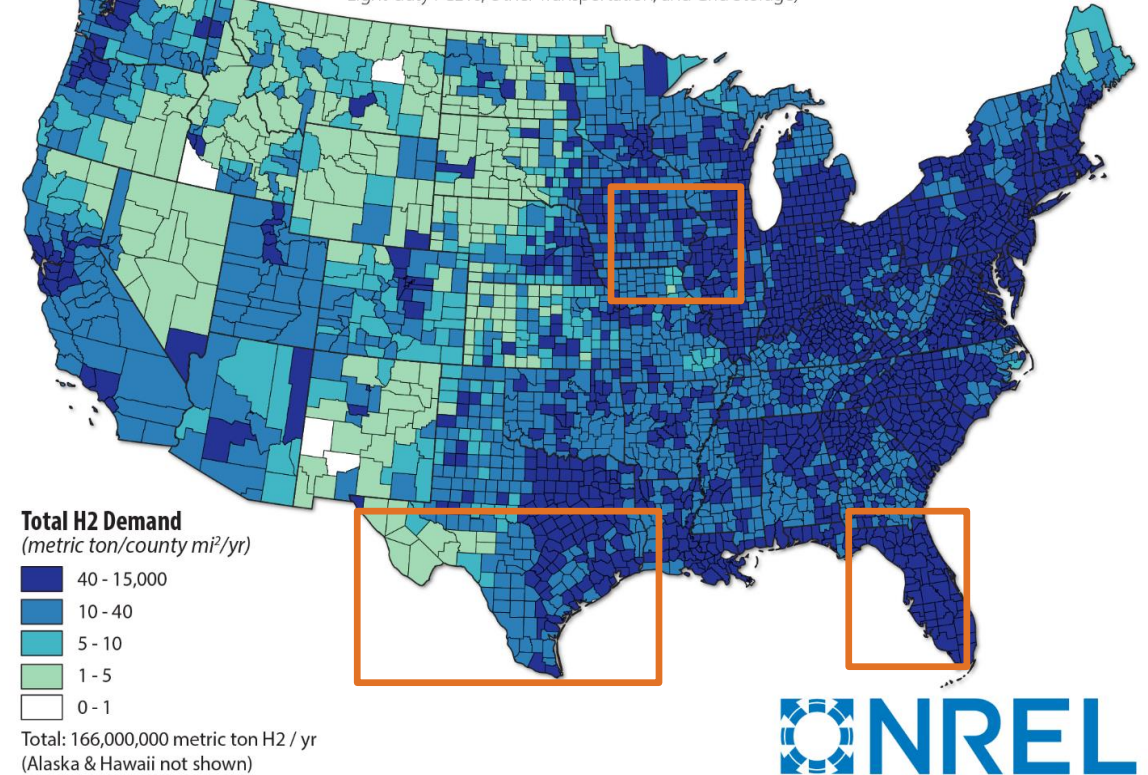 Total H2 Demand
(metric ton/county mi²/yr)
40 - 15,000
10 - 40
5 - 10
1 - 5
0 - 1
Total: 166,000,000 metric ton H2 / yr
(Alaska & Hawaii not shown)
NREL